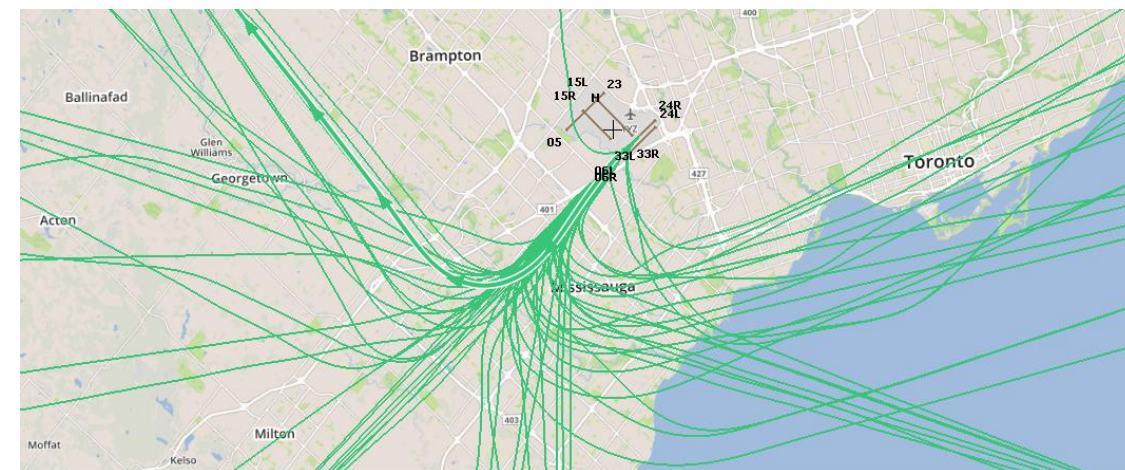 400
Brampton
15L
23
Ballinafad
15R
H
24R
24L
YZ
05
Glen
Williams
33L
33R
Toronto
Georgetown
06R
427
401
Acton
Mississauga
403
Milton
Moffat
Kelso